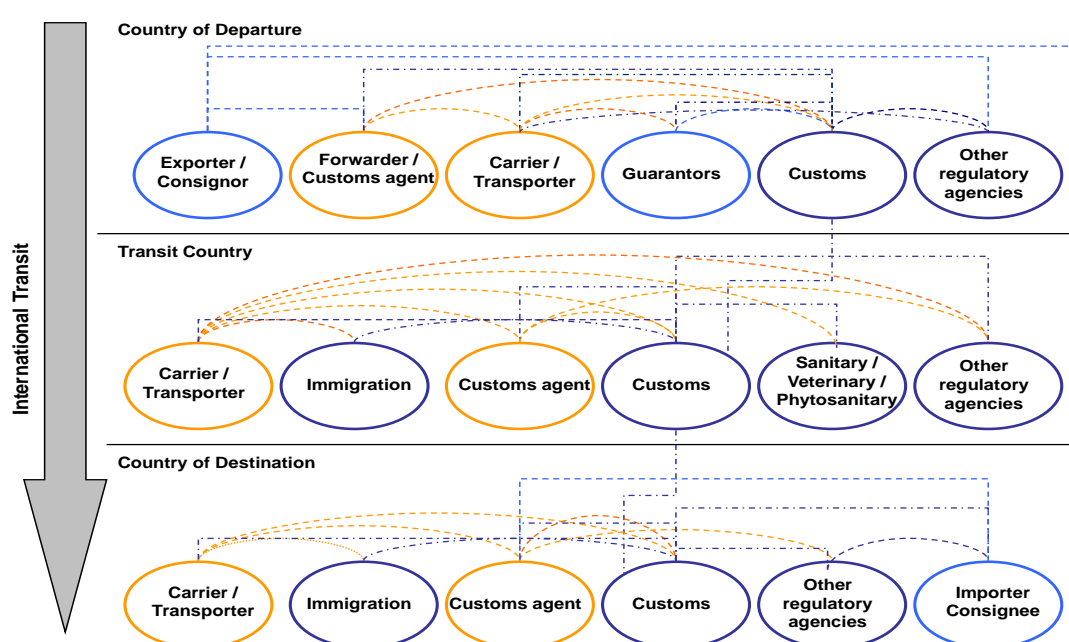 International Transit
Country of Departure
Exporter /
Consignor
Forwarder /
Customs agent
Carrier /
Transporter
Guarantors
Customs
Other
regulatory
agencies
Transit Country
Carrier /
Transporter
Immigration
Customs agent
Customs
Sanitary /
Veterinary /
Phytosanitary
Other
regulatory
agencies
Country of Destination
Carrier /
Transporter
Immigration
Customs agent
Customs
Other
regulatory
agencies
Importer
Consignee